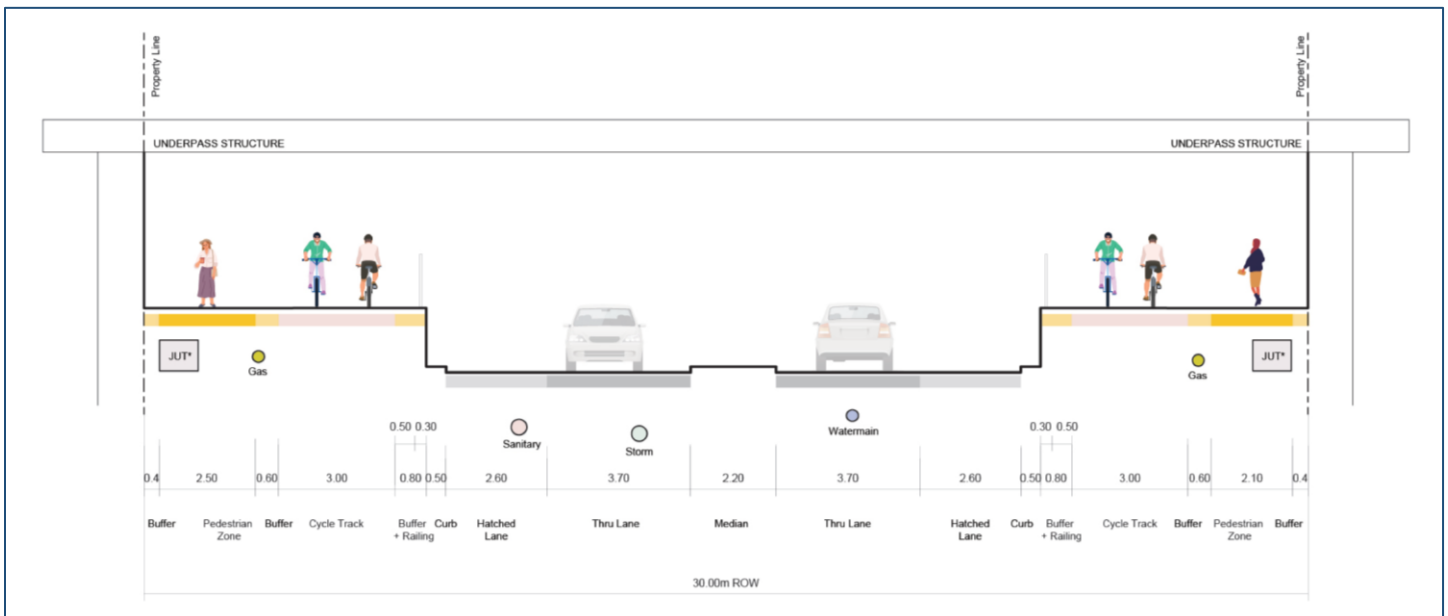 Property Line
Property Line
UNDERPASS STRUCTURE
UNDERPASS STRUCTURE
JUT*
Gas
Gas
JUT*
Sanitary
Storm
Watermain
0.50 0.30
0.30 0.50
0.4 2.50 0.60 3.00 0.80 0.50 2.60 3.70 2.20 3.70 2.60 0.50 0.80 3.00 0.60 2.10 0.4
Buffer Pedestrian Zone Buffer Cycle Track Buffer + Railing Curb Hatched Lane Thru Lane Median Thru Lane Hatched Lane Curb Buffer + Railing Cycle Track Buffer Pedestrian Zone Buffer
30.00m ROW